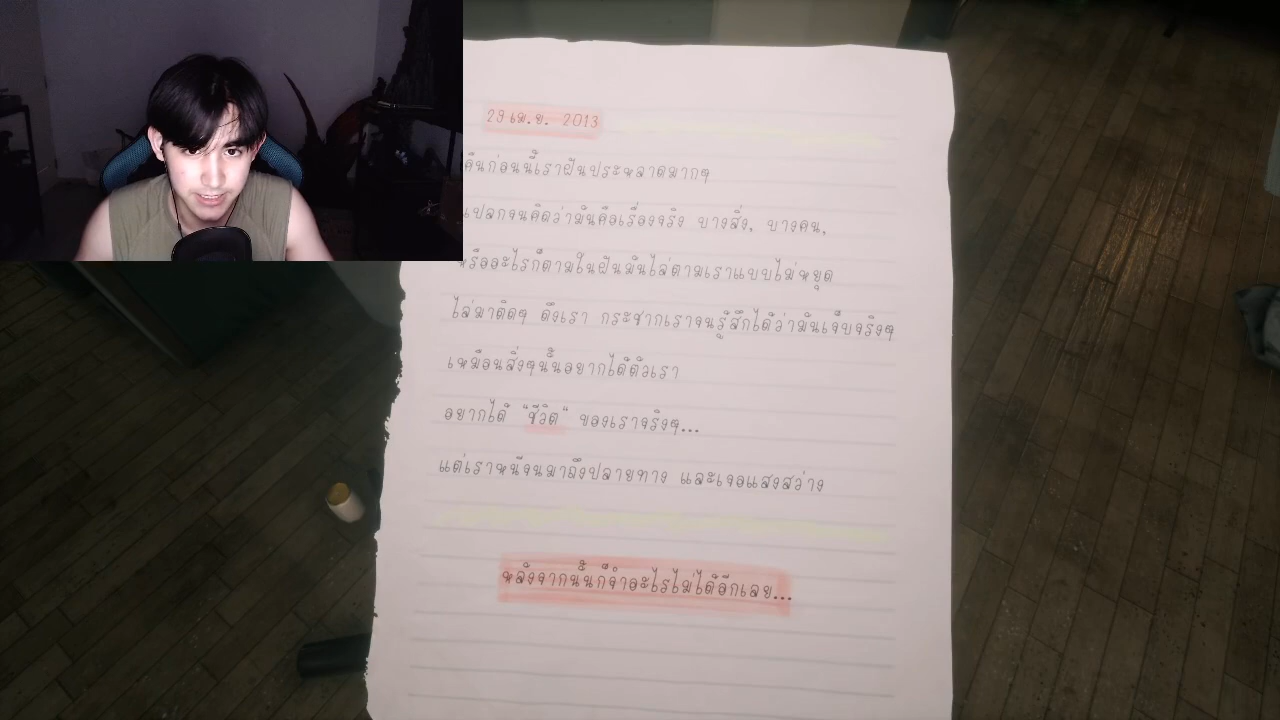 29 เม.ย. 2013
คืนก่อนนี้เราฝันประหลาดมากๆ
แปลกจนคิดว่ามันคือเรื่องจริง บางสิ่ง, บางคน,
หรืออะไรก็ตามในฝันมันไล่ตามเราแบบไม่หยุด
ไล่มาติดๆ ดึงเรา กระชากเราจนรู้สึกได้ว่ามันเจ็บจริงๆ
เหมือนสิ่งๆนั้นอยากได้ตัวเรา
อยากได้ "ชีวิต" ของเราจริงๆ...
แต่เราหนีจนมาถึงปลายทาง และเจอแสงสว่าง
หลังจากนั้นก็จำอะไรไม่ได้อีกเลย...